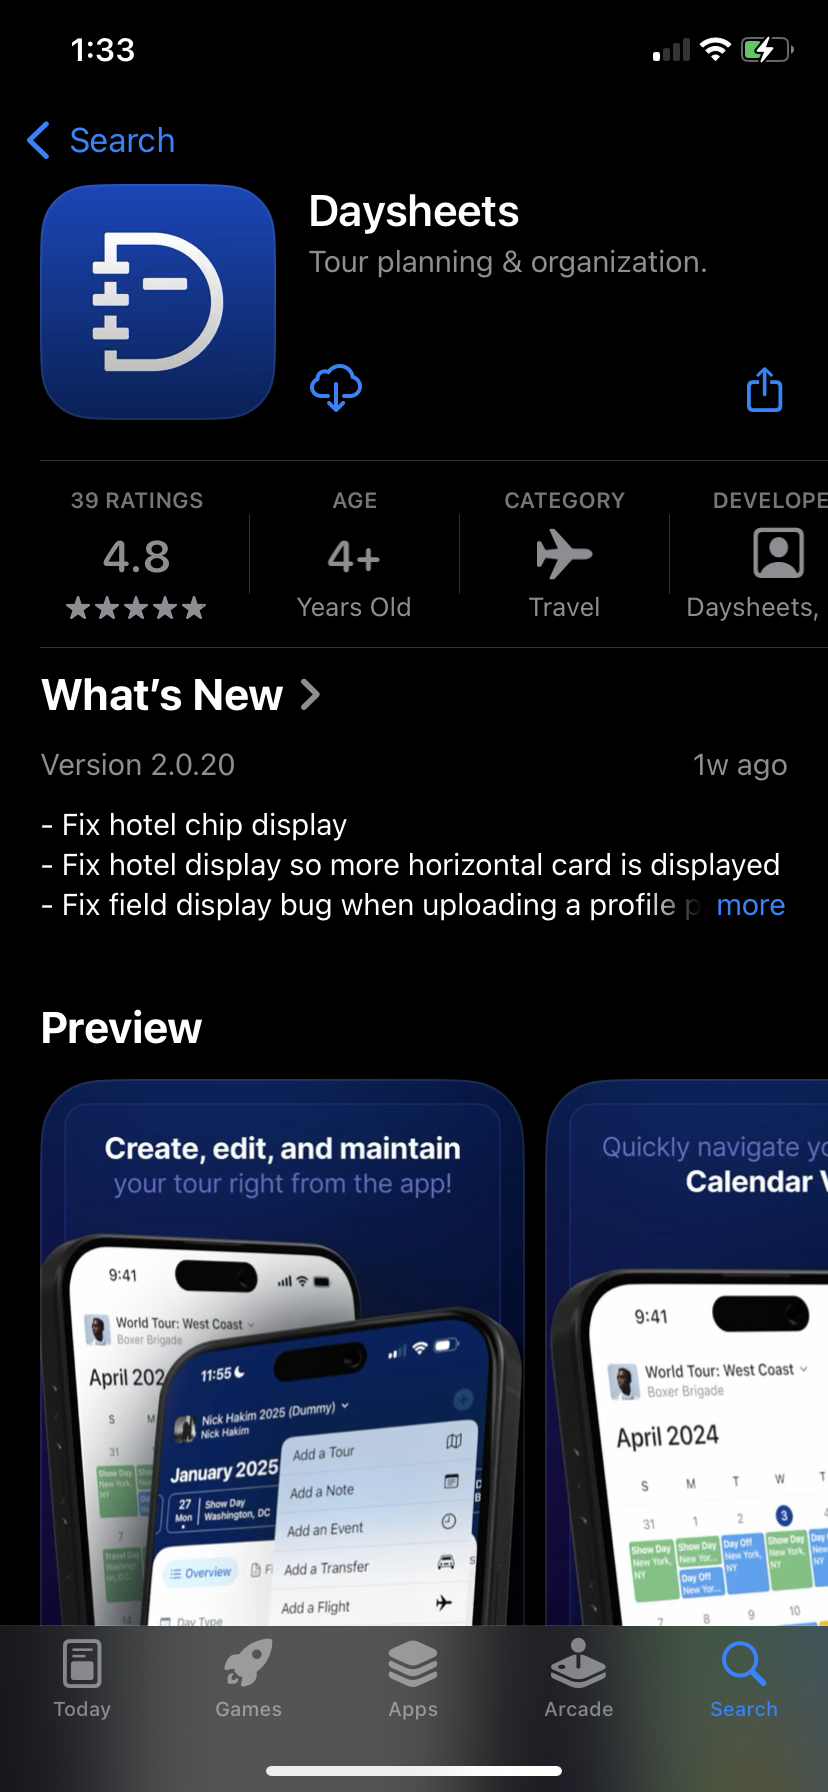 1:33
Search
Daysheets
Tour planning & organization.
39 RATINGS
4.8
AGE
4+
Years Old
CATEGORY
Travel
DEVELOPE
Daysheets,
What's New
Version 2.0.20
1w ago
- Fix hotel chip display
- Fix hotel display so more horizontal card is displayed
- Fix field display bug when uploading a profile p more
Preview
Create, edit, and maintain
your tour right from the app!
9:41
World Tour: West Coast
Boxer Brigade
April 202
S M
31
Show Day
New York,
NY
7
Travel Day
14
11:55
Nick Hakim 2025 (Dummy)
Nick Hakim
January 2025
27
Mon
Show Day
Washington, DC
Overview
Day Type
Add a Tour
Add a Note
Add an Event
Add a Transfer
Add a Flight
Quickly navigate yo
Calendar V
9:41
World Tour: West Coast
Boxer Brigade
April 2024
S M T W T
31 1 2 3
Show Day
New York,
NY
Show Day
New Yor...
Day Off
New Yor...
Day Off
New York,
NY
Show Day
New York,
NY
7 8 9 10
Today
Games
Apps
Arcade
Search